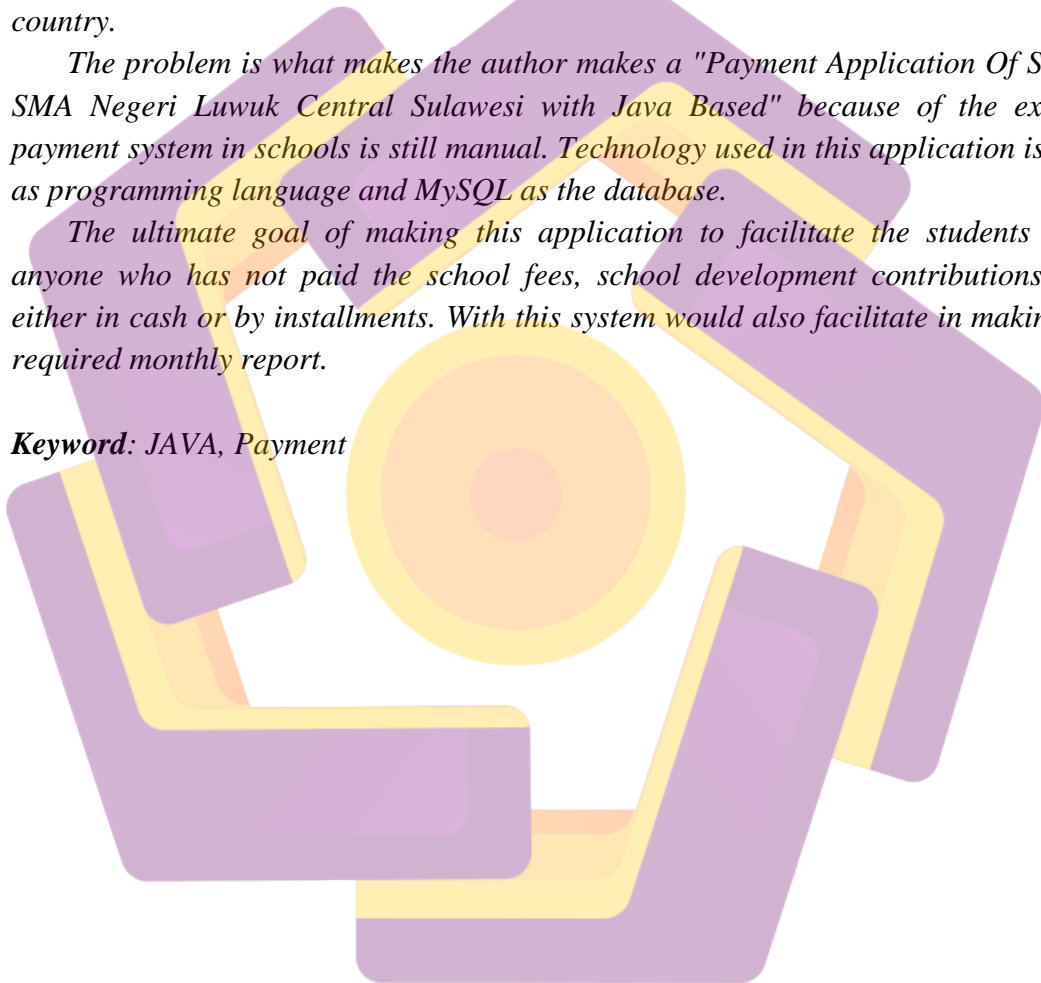 country.
The problem is what makes the author makes a "Payment Application Of S
SMA Negeri Luwuk Central Sulawesi with Java Based" because of the ex
payment system in schools is still manual. Technology used in this application is
as programming language and MySQL as the database.
The ultimate goal of making this application to facilitate the students
anyone who has not paid the school fees, school development contributions
either in cash or by installments. With this system would also facilitate in makin
required monthly report.
Keyword: JAVA, Payment